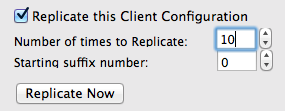 Replicate this Client Configuration
Number of times to Replicate: 10
Starting suffix number: 0
Replicate Now